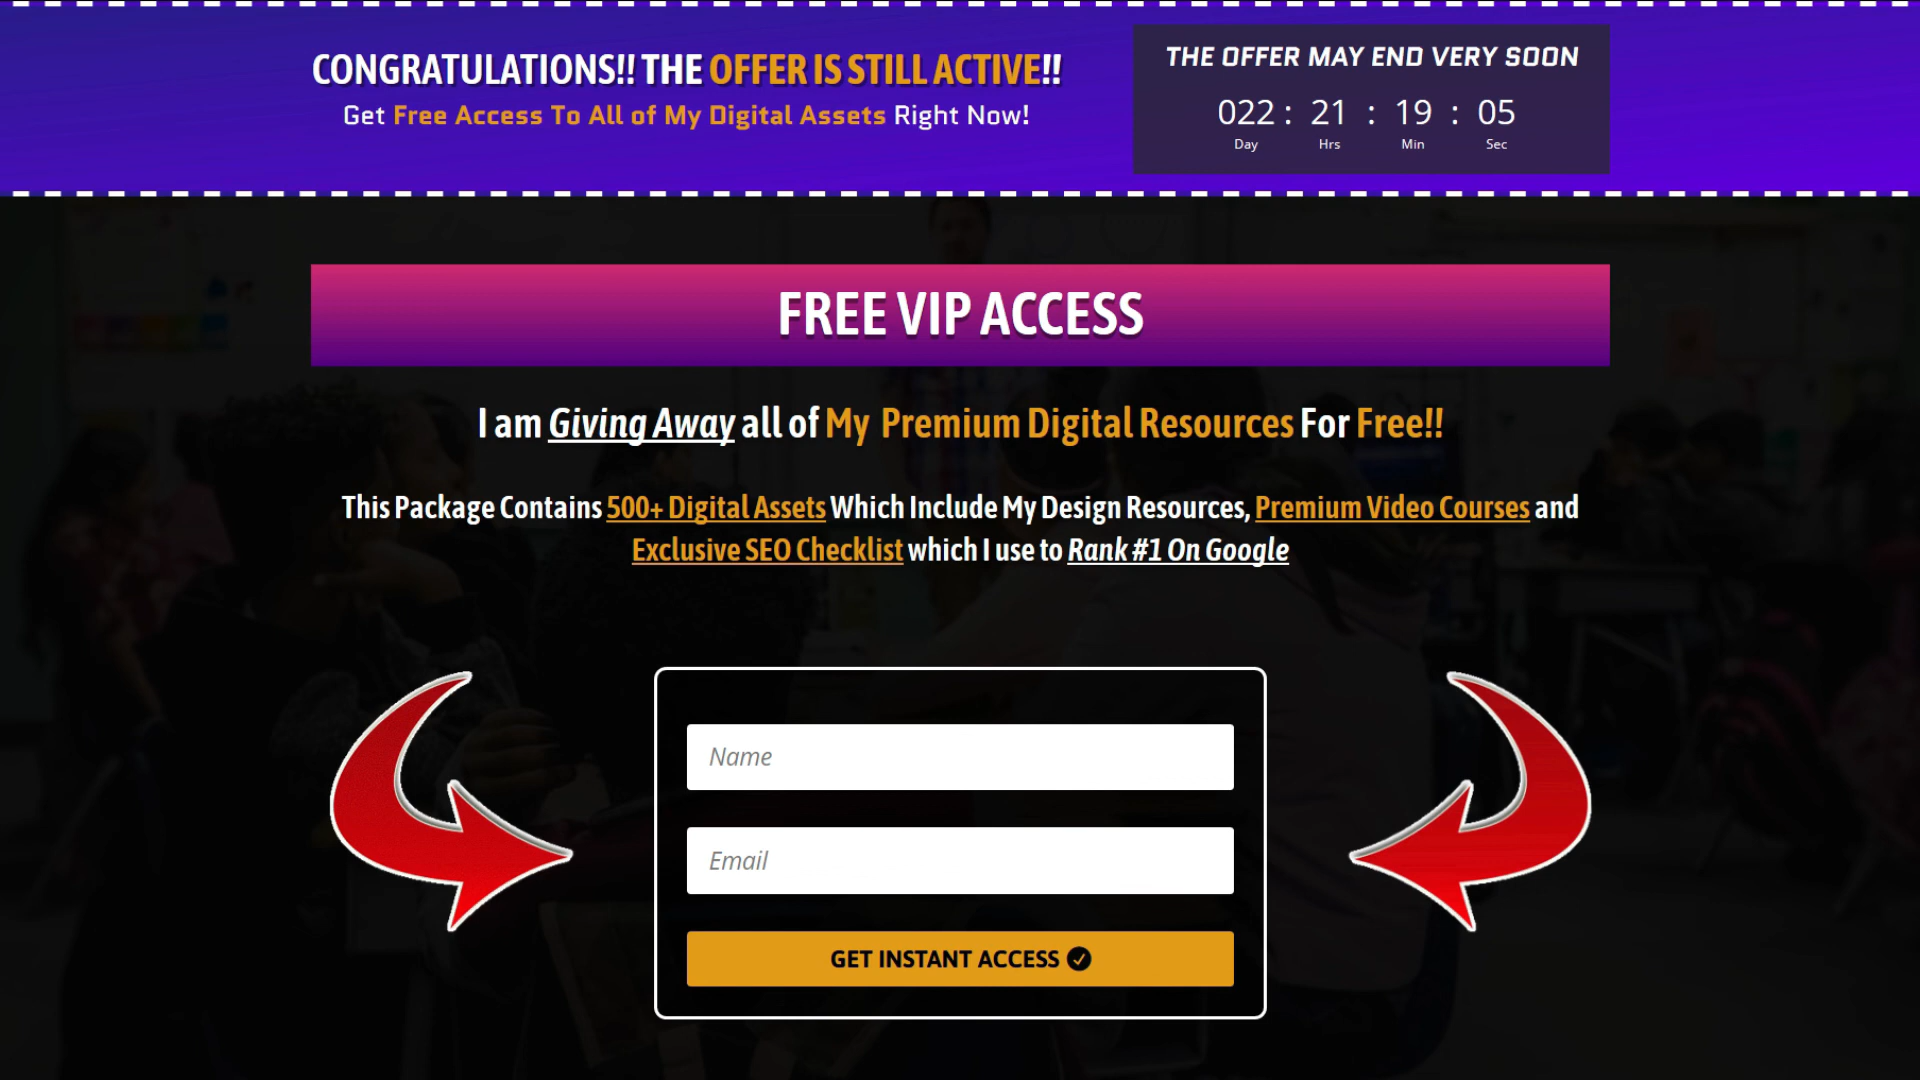 CONGRATULATIONS!! THE OFFER IS STILL ACTIVE!!
Get Free Access To All of My Digital Assets Right Now!
THE OFFER MAY END VERY SOON
022 : 21 : 19 : 05
Day Hrs Min Sec
FREE VIP ACCESS
I am Giving Away all of My Premium Digital Resources For Free!!
This Package Contains 500+ Digital Assets Which Include My Design Resources, Premium Video Courses and
Exclusive SEO Checklist which I use to Rank #1 On Google
Name
Email
GET INSTANT ACCESS